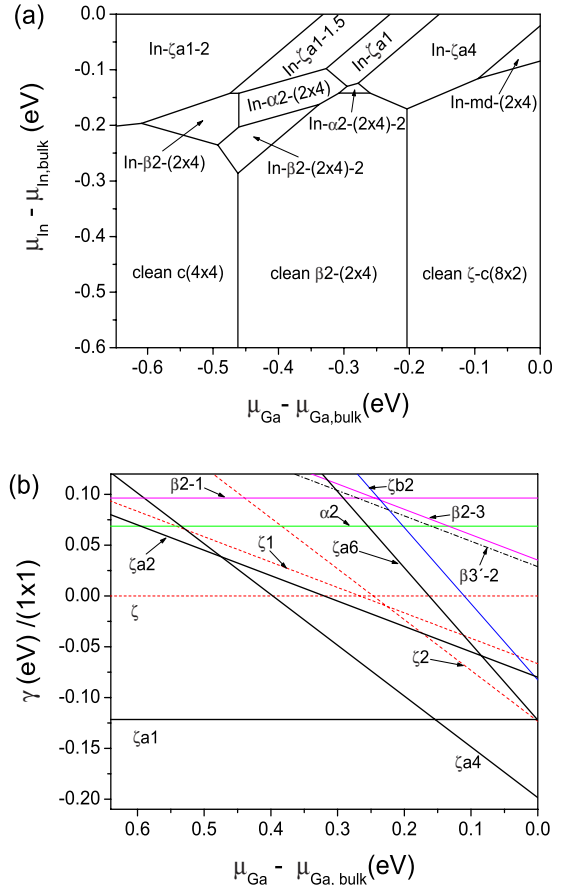 (a)
In-ζa1-2
In-ζa1-1.5
In-ζa1
In-ζa4
In-α2-(2x4)
In-md-(2x4)
In-α2-(2x4)-2
In-β2-(2x4)
In-β2-(2x4)-2
clean c(4x4)
clean β2-(2x4)
clean ζ-c(8x2)
0.0
-0.1
-0.2
-0.3
-0.4
-0.5
-0.6
μIn - μIn,bulk (eV)
-0.6 -0.5 -0.4 -0.3 -0.2 -0.1 0.0
μGa - μGa,bulk(eV)
(b)
β2-1
ζb2
α2
β2-3
ζ1
ζa6
ζa2
β3´-2
ζ
ζ2
ζa1
ζa4
0.10
0.05
0.00
-0.05
-0.10
-0.15
-0.20
γ(eV)/(1x1)
0.6 0.5 0.4 0.3 0.2 0.1 0.0
μGa - μGa, bulk(eV)